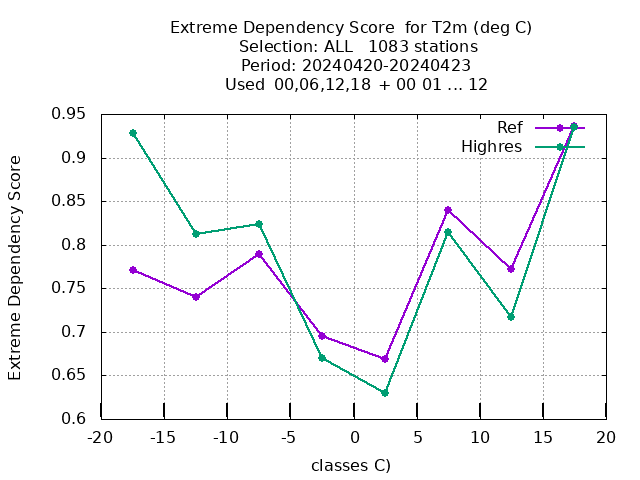 Extreme Dependency Score  for T2m (deg C)
Selection: ALL   1083 stations
Period: 20240420-20240423
Used  00,06,12,18 + 00 01 ... 12
Ref
Highres
Extreme Dependency Score
0.95
0.9
0.85
0.8
0.75
0.7
0.65
0.6
-20 -15 -10 -5 0 5 10 15 20
classes C)